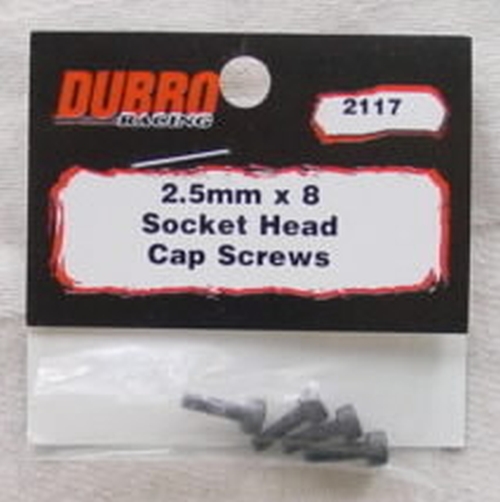 DUBRO
RACING
2117
2.5mm x 8
Socket Head
Cap Screws